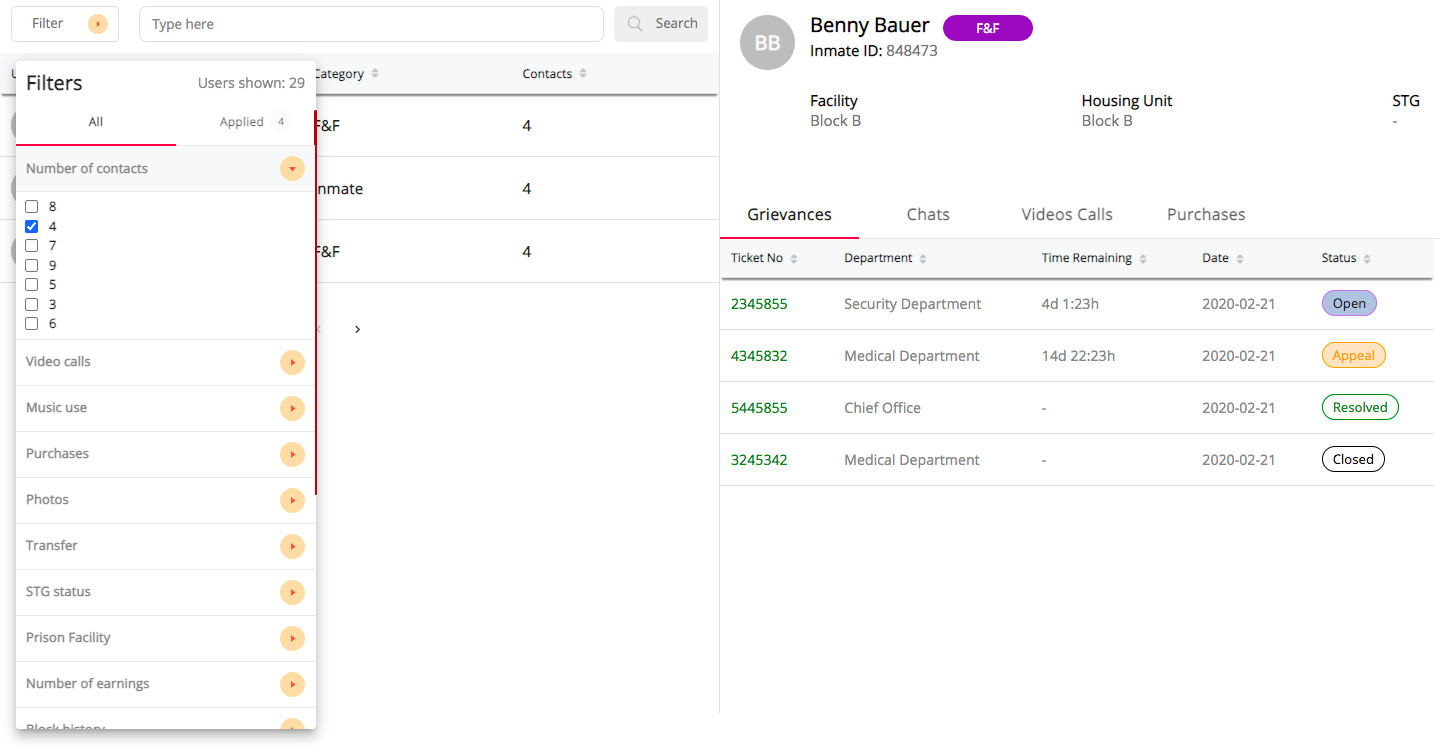 Filter
Type here
Search
U
Category
Contacts
F&F
4
Inmate
4
F&F
4
Filters
Users shown: 29
All
Applied 4
Number of contacts
8
4
7
9
5
3
6
Video calls
Music use
Purchases
Photos
Transfer
STG status
Prison Facility
Number of earnings
Block history
BB
Benny Bauer
F&F
Inmate ID: 848473
Facility
Housing Unit
STG
Block B
Block B
-
Grievances
Chats
Videos Calls
Purchases
Ticket No
Department
Time Remaining
Date
Status
2345855 Security Department 4d 1:23h 2020-02-21 Open
4345832 Medical Department 14d 22:23h 2020-02-21 Appeal
5445855 Chief Office - 2020-02-21 Resolved
3245342 Medical Department - 2020-02-21 Closed